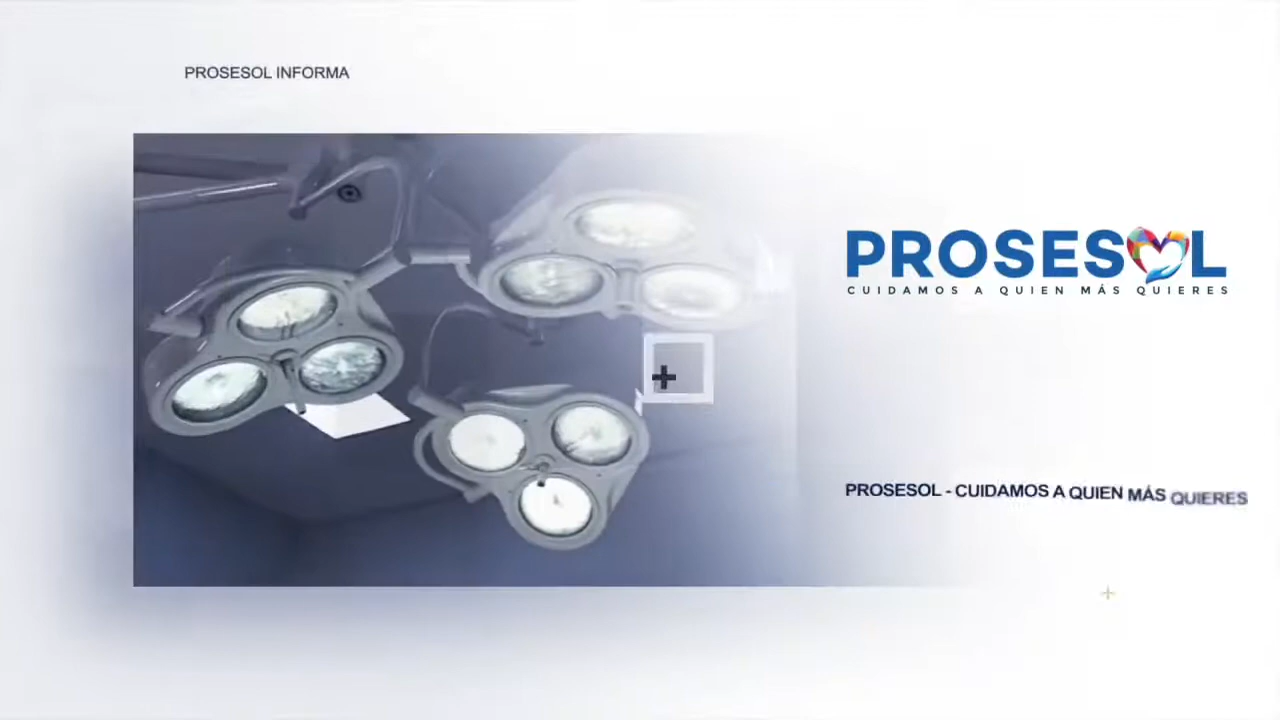 PROSESOL INFORMA
PROSESOL
CUIDAMOS A QUIEN MÁS QUIERES
PROSESOL - CUIDAMOS A QUIEN MÁS QUIERES